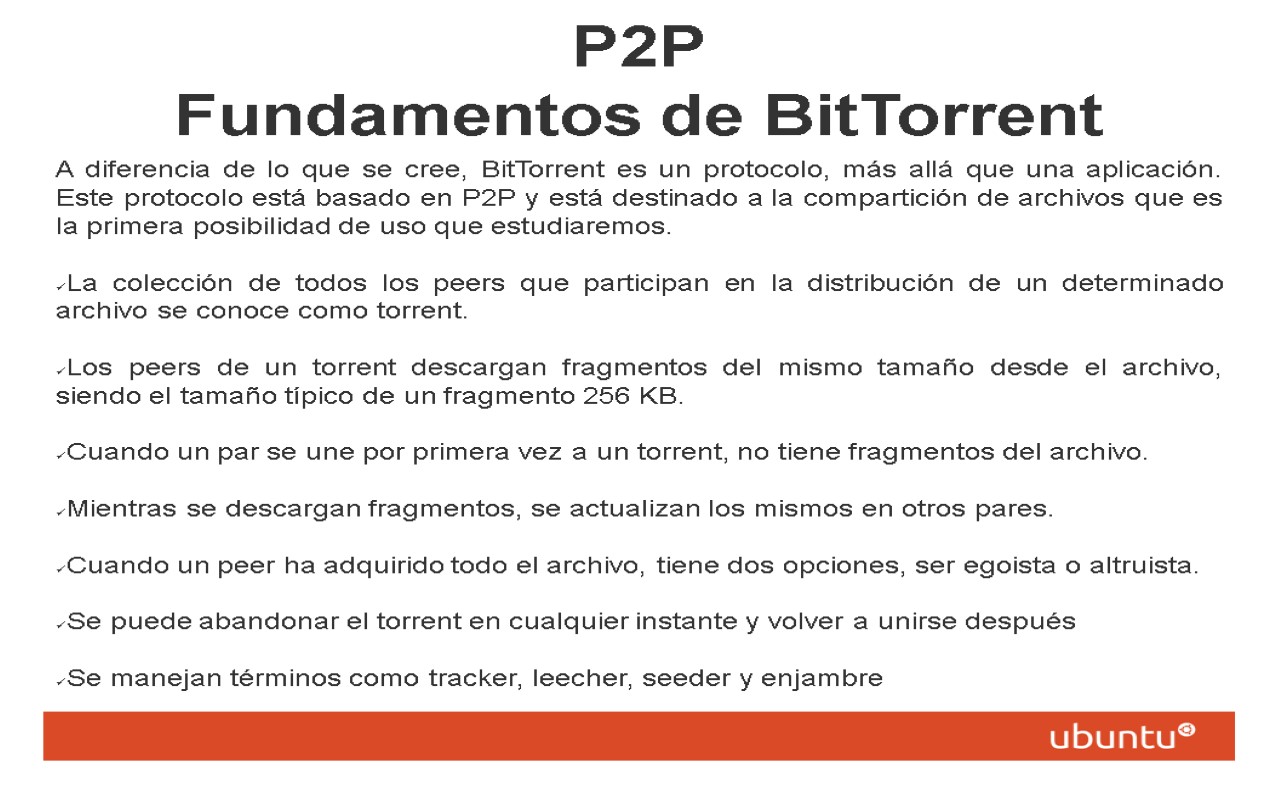 P2P
Fundamentos de BitTorrent
A diferencia de lo que se cree, BitTorrent es un protocolo, más allá que una aplicación.
Este protocolo está basado en P2P y está destinado a la compartición de archivos que es
la primera posibilidad de uso que estudiaremos.
✓La colección de todos los peers que participan en la distribución de un determinado
archivo se conoce como torrent.
✓Los peers de un torrent descargan fragmentos del mismo tamaño desde el archivo,
siendo el tamaño típico de un fragmento 256 KB.
✓Cuando un par se une por primera vez a un torrent, no tiene fragmentos del archivo.
✓Mientras se descargan fragmentos, se actualizan los mismos en otros pares.
✓Cuando un peer ha adquirido todo el archivo, tiene dos opciones, ser egoista o altruista.
✓Se puede abandonar el torrent en cualquier instante y volver a unirse después
✓Se manejan términos como tracker, leecher, seeder y enjambre
ubuntu